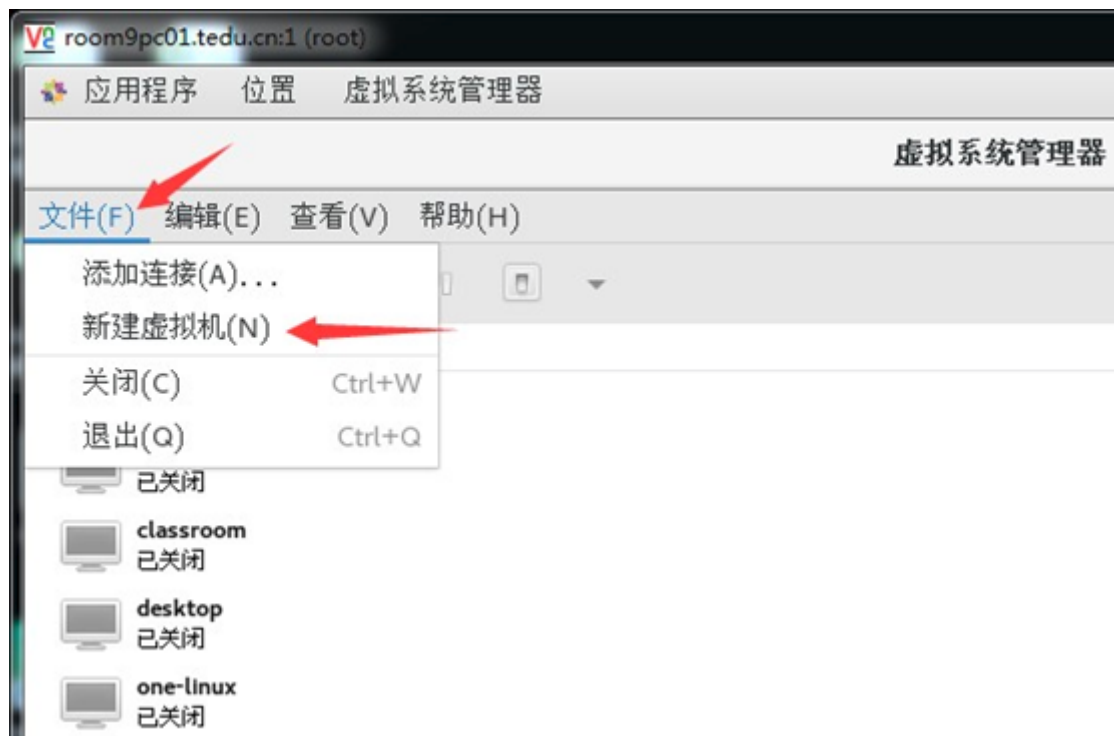 V2 room9pc01.tedu.cn:1 (root)
应用程序 位置 虚拟系统管理器
虚拟系统管理器
文件(F) 编辑(E) 查看(V) 帮助(H)
添加连接(A)...
新建虚拟机(N)
关闭(C) Ctrl+W
退出(Q) Ctrl+Q
已关闭
classroom
已关闭
desktop
已关闭
one-linux
已关闭